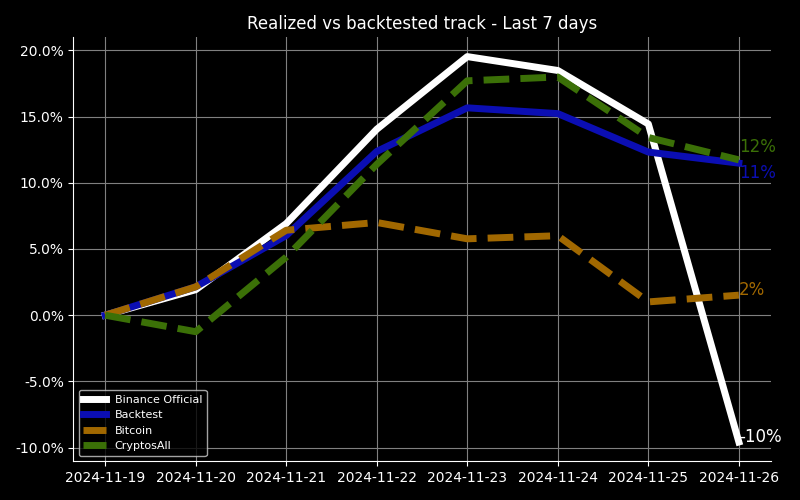 Realized vs backtested track - Last 7 days
20.0%
15.0%
10.0%
5.0%
0.0%
-5.0%
-10.0%
12%
11%
2%
-10%
Binance Official
Backtest
Bitcoin
CryptosAll
2024-11-19 2024-11-20 2024-11-21 2024-11-22 2024-11-23 2024-11-24 2024-11-25 2024-11-26